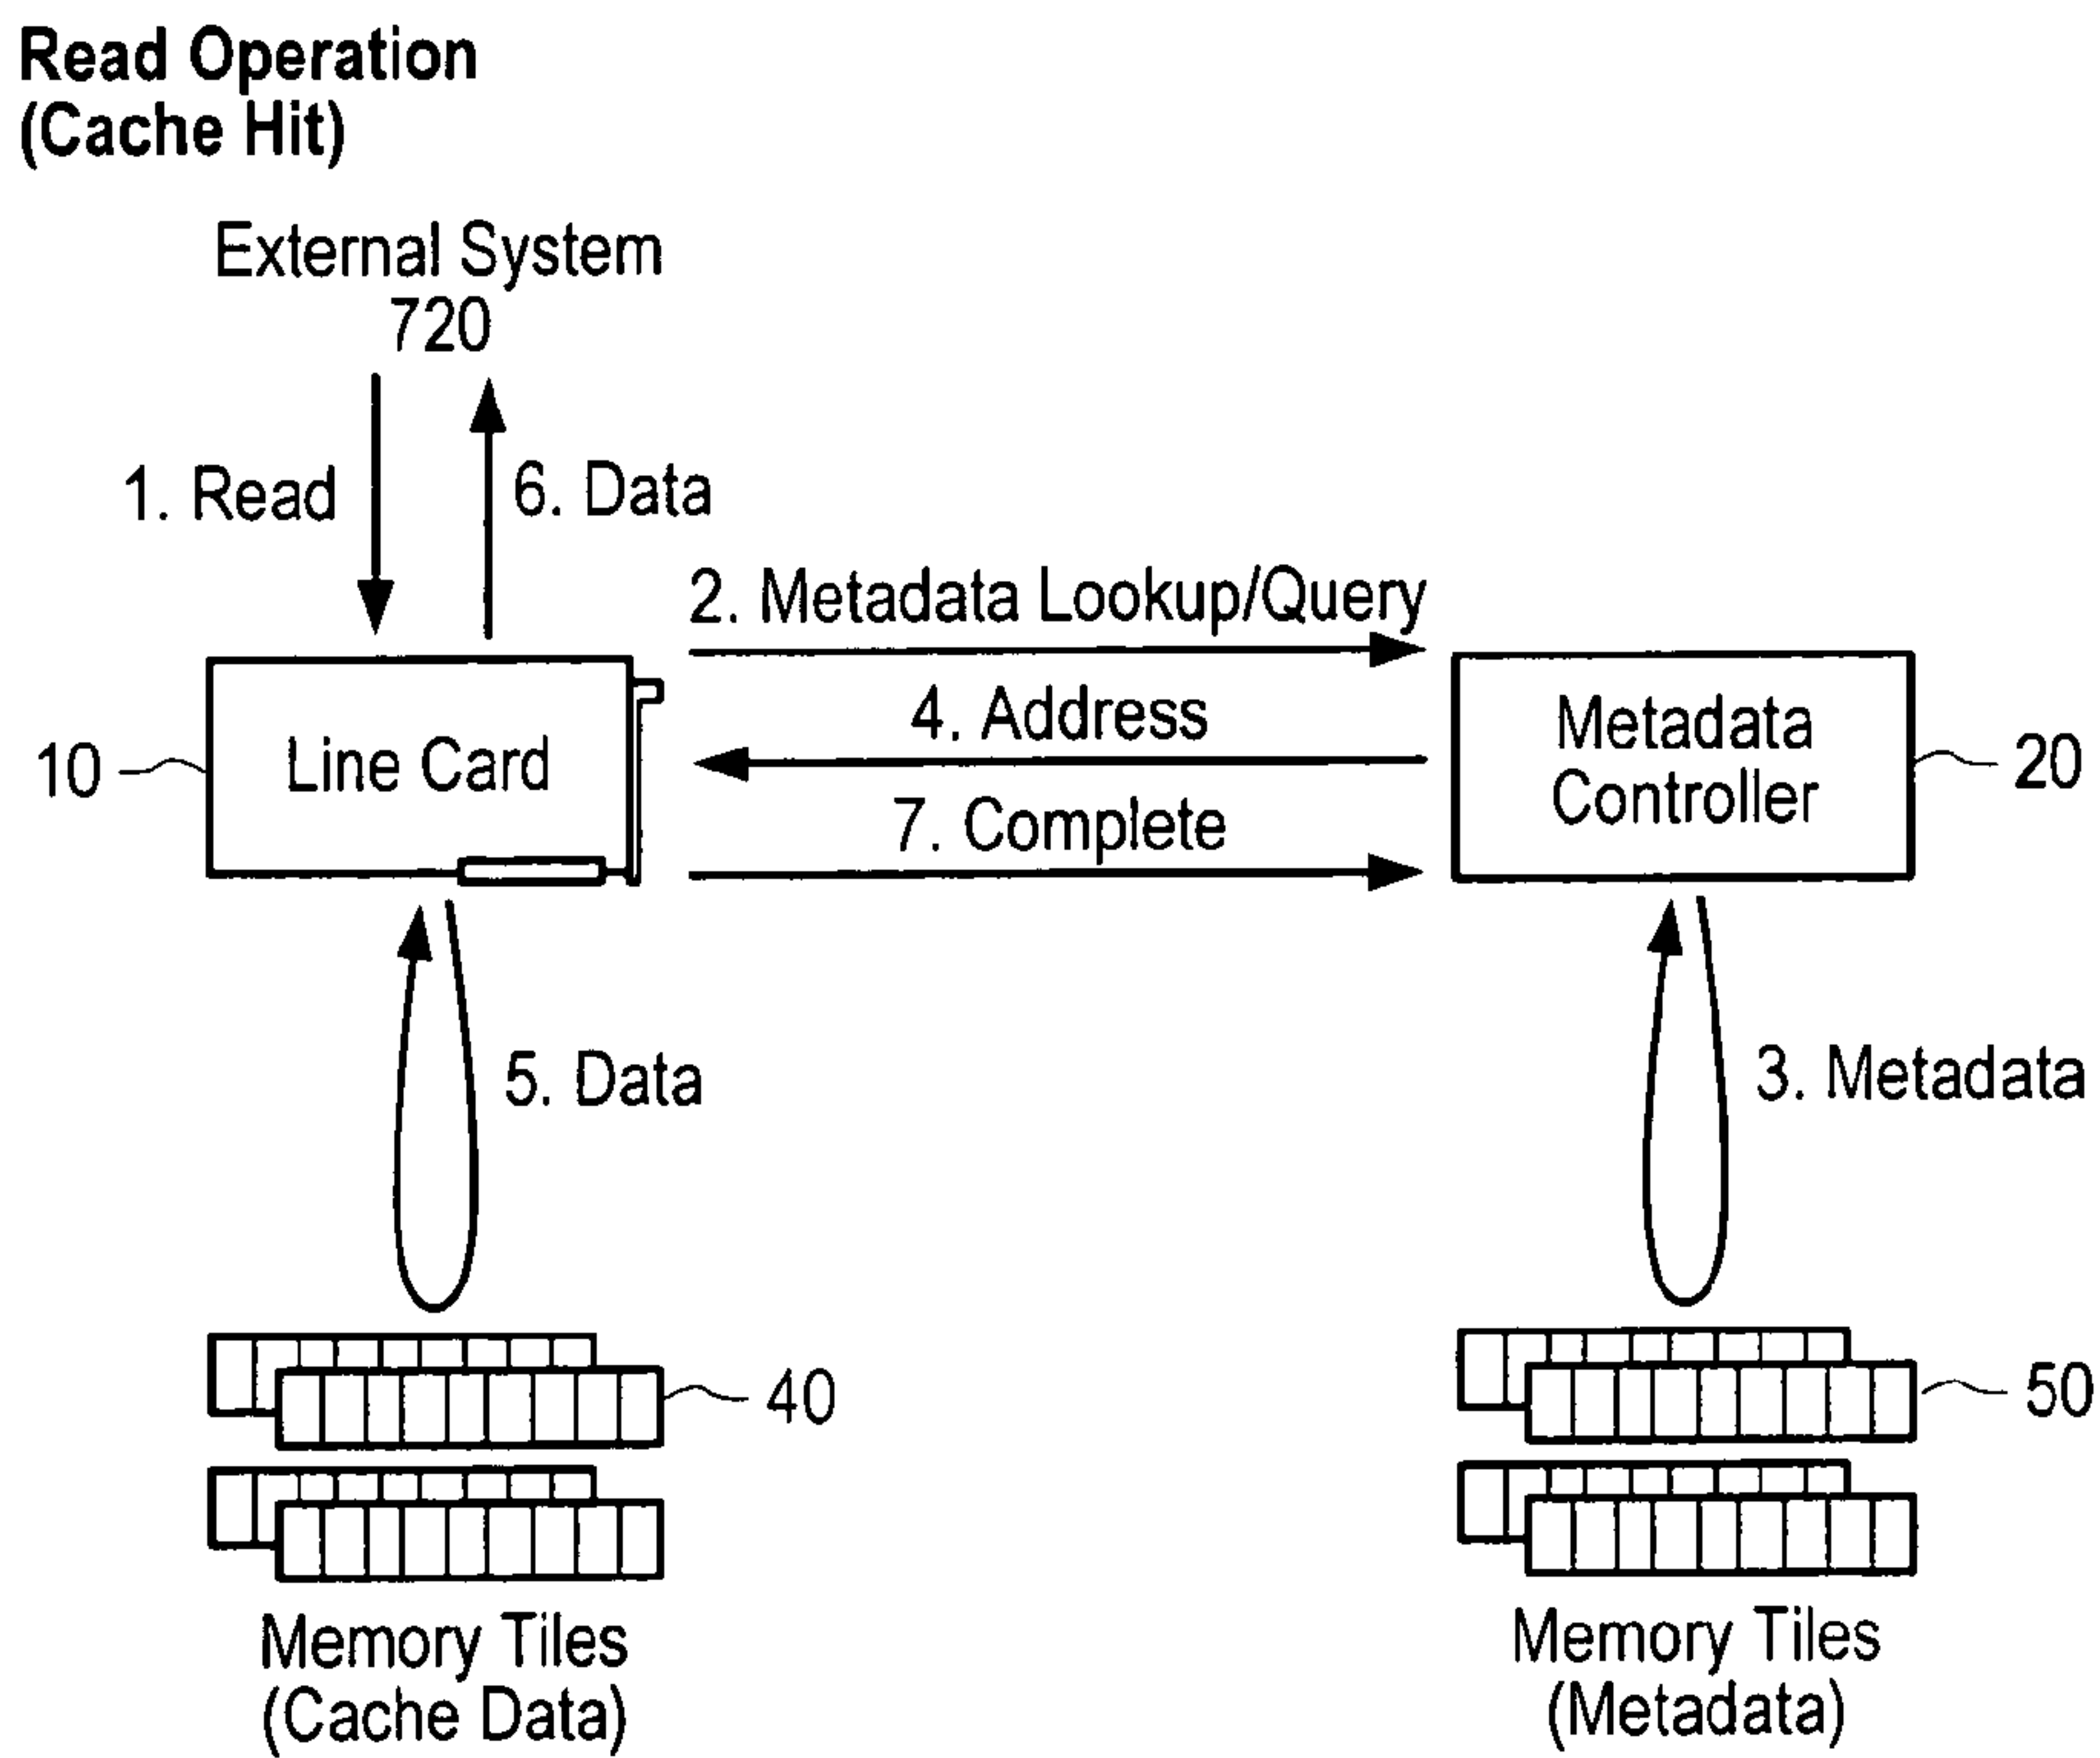 Read Operation
(Cache Hit)
External System
720
1. Read
6. Data
2. Metadata Lookup/Query
4. Address
7. Complete
10
Line Card
Metadata
Controller
20
5. Data
3. Metadata
40
50
Memory Tiles
(Cache Data)
Memory Tiles
(Metadata)